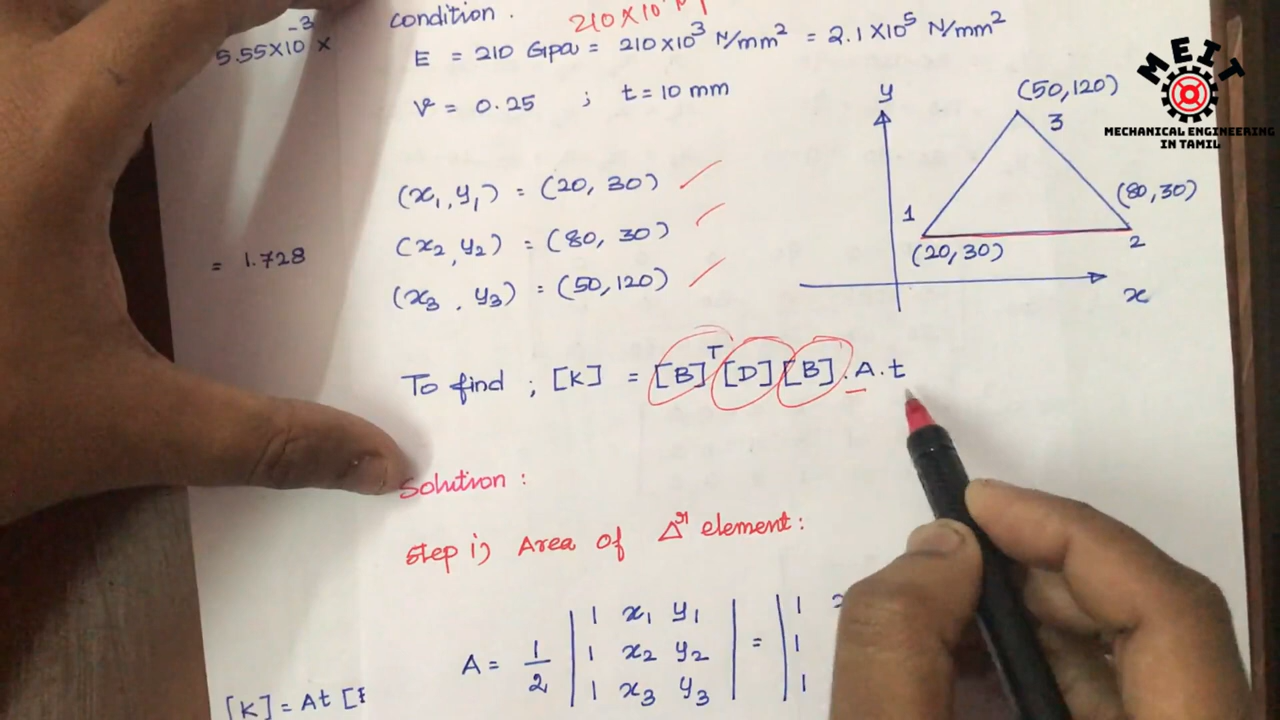 condition.
210×10
E = 210 Gpa = 210×10³ N/mm² = 2.1×10⁵ N/mm²
ν = 0.25 ; t = 10 mm
(x₁, y₁) = (20, 30)
(x₂, y₂) = (80, 30)
(x₃, y₃) = (50, 120)
y
(50, 120)
3
(80, 30)
1
(20, 30)
2
x
To find ; [K] = [B]ᵀ [D] [B] . A . t
Solution :
Step i) Area of Δʳ element :
A = 1/2 | 1 x₁ y₁ | = | 1
| 1 x₂ y₂ | 1
| 1 x₃ y₃ | 1
5.55×10⁻³ ×
= 1.728
[K] = At [
MEIT
MECHANICAL ENGINEERING
IN TAMIL